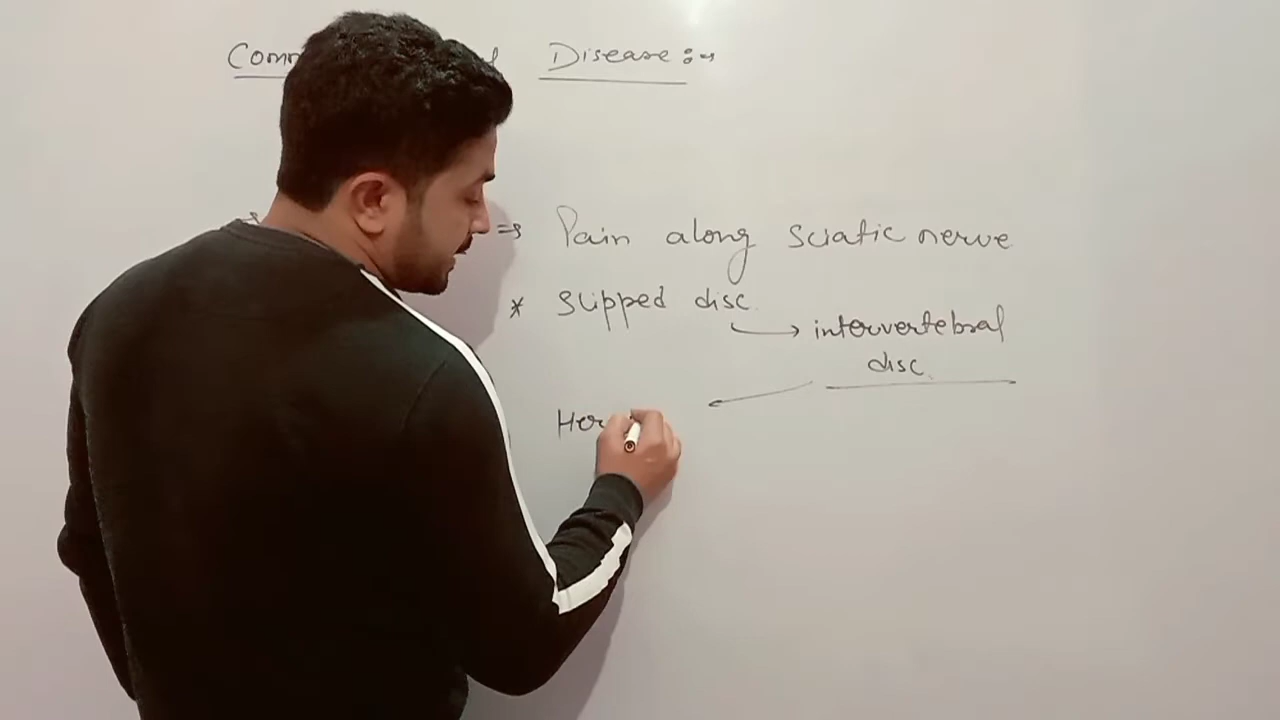 Disease :-
=> Pain along sciatic nerve
* slipped disc.
intervertebral
disc.